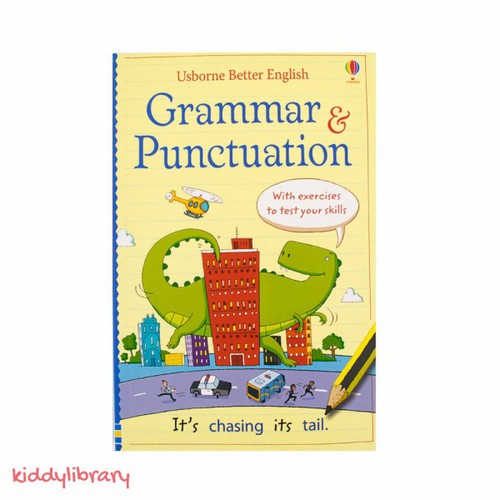 Usborne Better English
Grammar &
Punctuation
With exercises
to test your skills
It's chasing its tail.
kiddylibrary